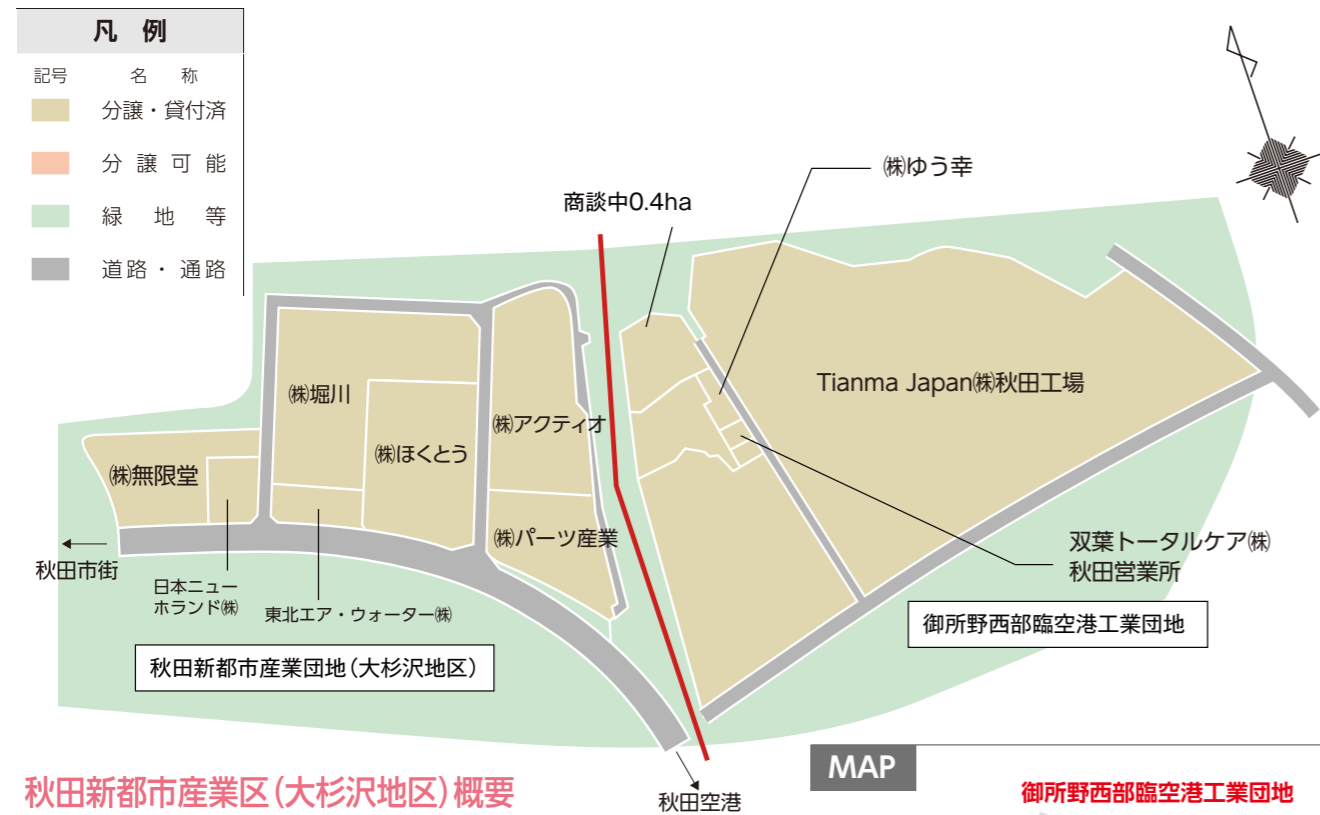 凡 例
記号 名 称
分譲・貸付済
分 譲 可 能
緑 地 等
道路・通路
㈱ゆう幸
商談中0.4ha
Tianma Japan㈱秋田工場
㈱堀川
㈱アクティオ
㈱ほくとう
㈱無限堂
㈱パーツ産業
双葉トータルケア㈱
秋田営業所
秋田市街
日本ニュー
ホランド㈱
東北エア・ウォーター㈱
御所野西部臨空港工業団地
秋田新都市産業団地(大杉沢地区)
MAP
秋田新都市産業区(大杉沢地区)概要
秋田空港
御所野西部臨空港工業団地